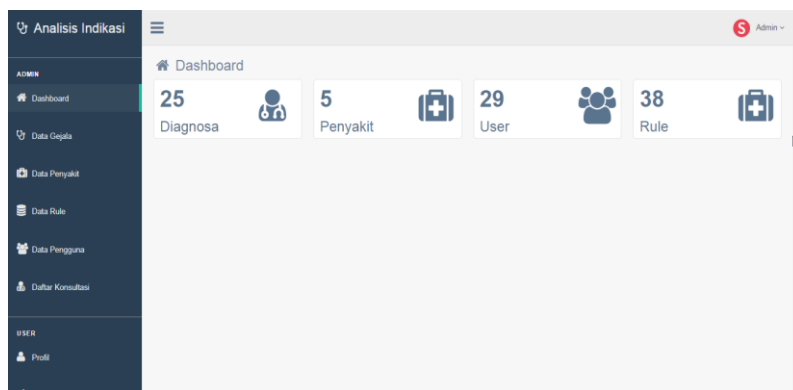 Analisis Indikasi
S
Admin
ADMIN
Dashboard
Data Gejala
Data Penyakit
Data Rule
Data Pengguna
Daftar Konsultasi
USER
Profil
Dashboard
25
Diagnosa
5
Penyakit
29
User
38
Rule